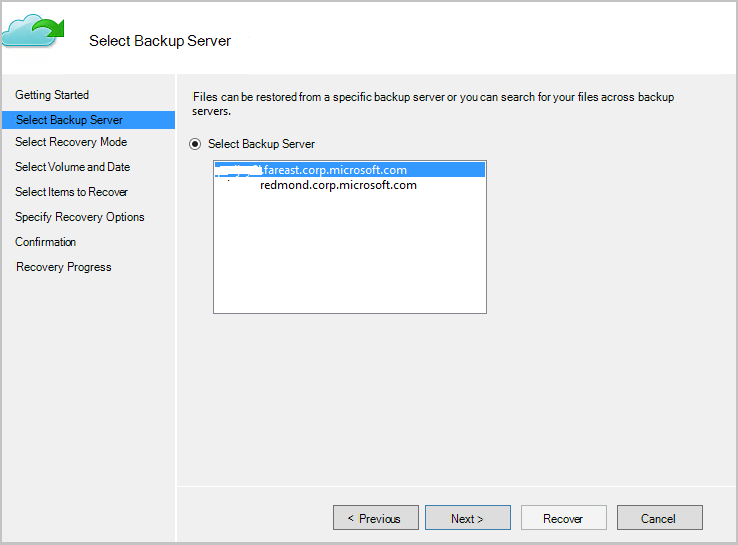 Select Backup Server
Getting Started
Select Backup Server
Select Recovery Mode
Select Volume and Date
Select Items to Recover
Specify Recovery Options
Confirmation
Recovery Progress
Files can be restored from a specific backup server or you can search for your files across backup
servers.
Select Backup Server
.fareast.corp.microsoft.com
redmond.corp.microsoft.com
< Previous
Next >
Recover
Cancel